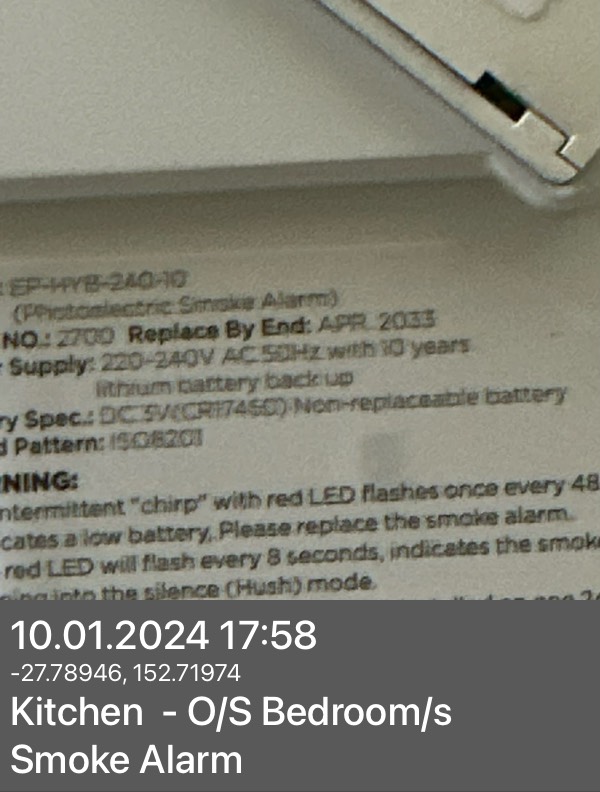 : EP-HYB-240-10
(Photoelectric Smoke Alarm)
NO.: 2700 Replace By End: APR. 2033
Supply: 220-240V AC 50Hz with 10 years
lithium battery back up
ry Spec.: DC 3V(CR17450) Non-replaceable battery
d Pattern: ISO8201
NING:
ntermittent "chirp" with red LED flashes once every 48
cates a low battery. Please replace the smoke alarm.
red LED will flash every 8 seconds, indicates the smok
ing into the silence (Hush) mode.
10.01.2024 17:58
-27.78946, 152.71974
Kitchen - O/S Bedroom/s
Smoke Alarm